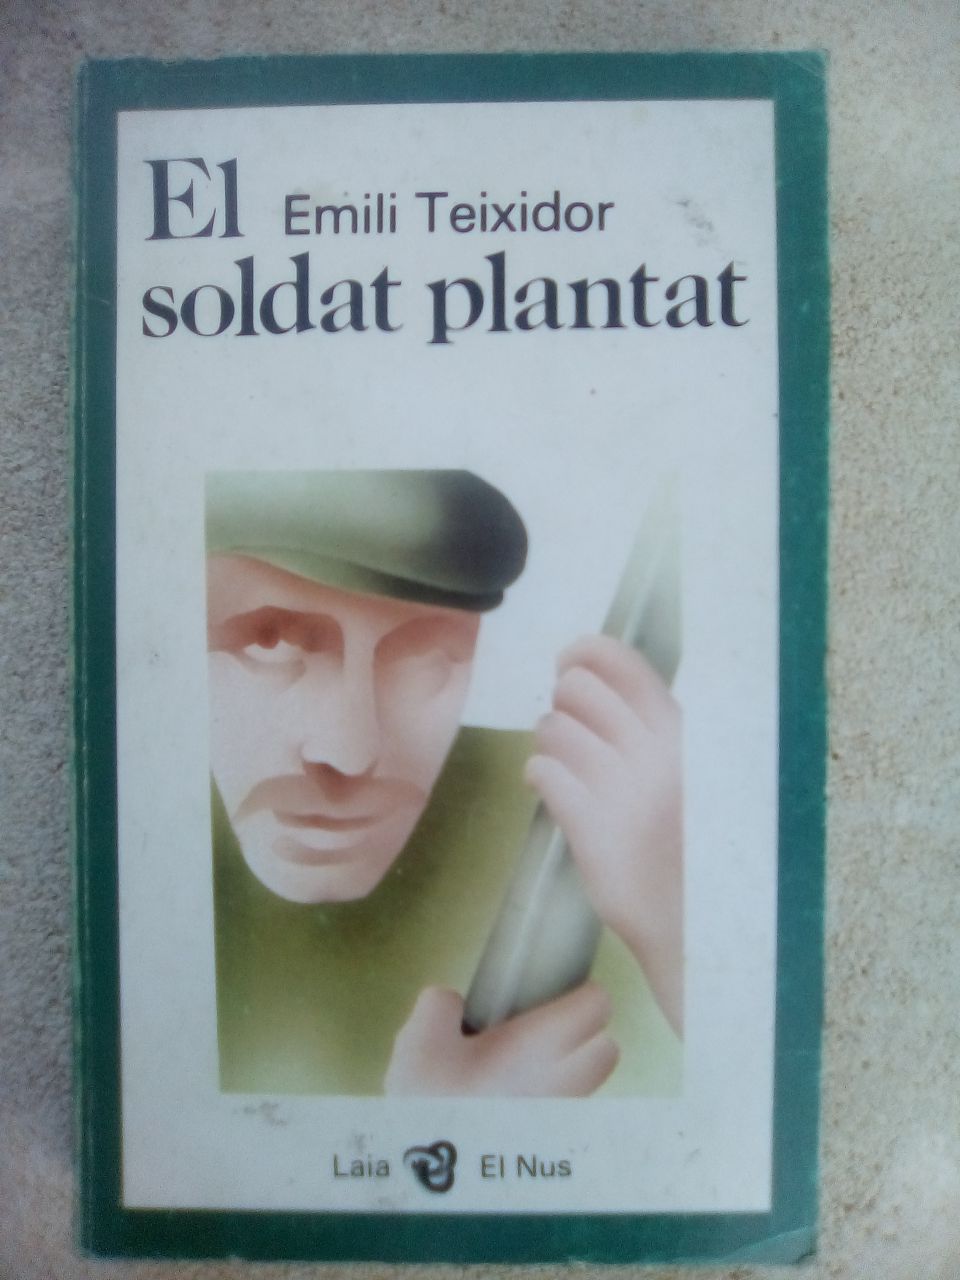 El
Emili Teixidor
soldat plantat
Laia El Nus